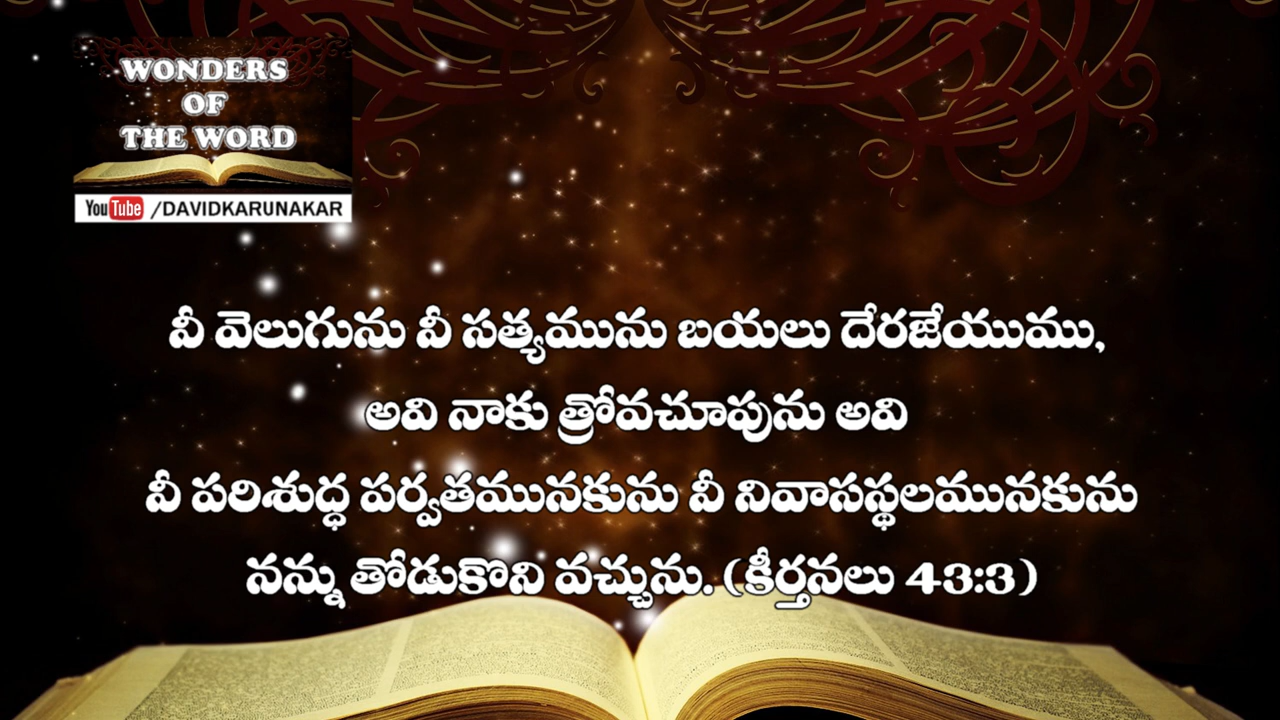 WONDERS
OF
THE WORD
YouTube /DAVIDKARUNAKAR
నీ వెలుగును నీ సత్యమును బయలు దేరజేయుము,
అవి నాకు త్రోవచూపును అవి
నీ పరిశుద్ధ పర్వతమునకును నీ నివాసస్థలమునకును
నన్ను తోడుకొని వచ్చును. (కీర్తనలు 43:3)